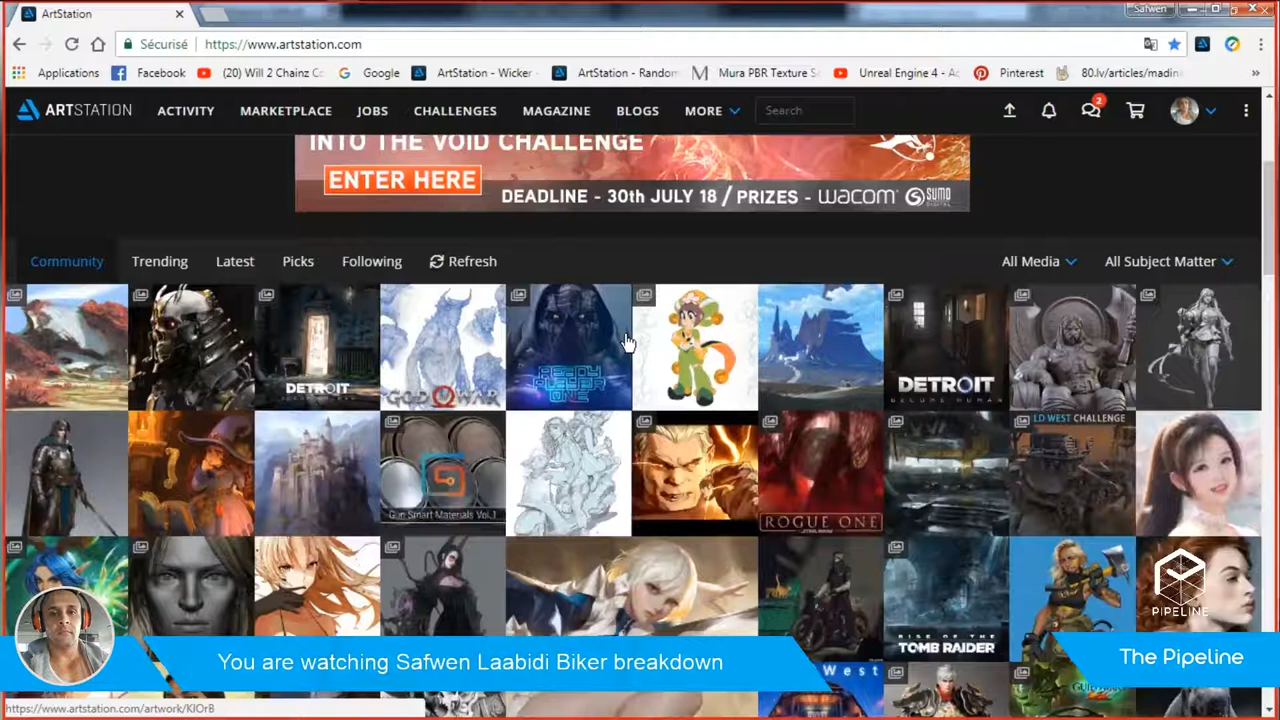 ArtStation
Safwen
Sécurisé
https://www.artstation.com
Applications
Facebook
(20) Will 2 Chainz Co
Google
ArtStation - Wicker
ArtStation - Random
Mura PBR Texture S
Unreal Engine 4 - Ac
Pinterest
80.lv/articles/madin
»
ARTSTATION
ACTIVITY
MARKETPLACE
JOBS
CHALLENGES
MAGAZINE
BLOGS
MORE
Search
2
INTO THE VOID CHALLENGE
ENTER HERE
DEADLINE - 30th JULY 18 / PRIZES - wacom SUMO DIGITAL
Community
Trending
Latest
Picks
Following
Refresh
All Media
All Subject Matter
DETROIT
GOD WAR
READY PLAYER ONE
DETROIT
BECOME HUMAN
Gun Smart Materials Vol.1
ROGUE ONE
LD WEST CHALLENGE
RISE OF THE
TOMB RAIDER
PIPELINE
You are watching Safwen Laabidi Biker breakdown
The Pipeline
West
https://www.artstation.com/artwork/KlOrB